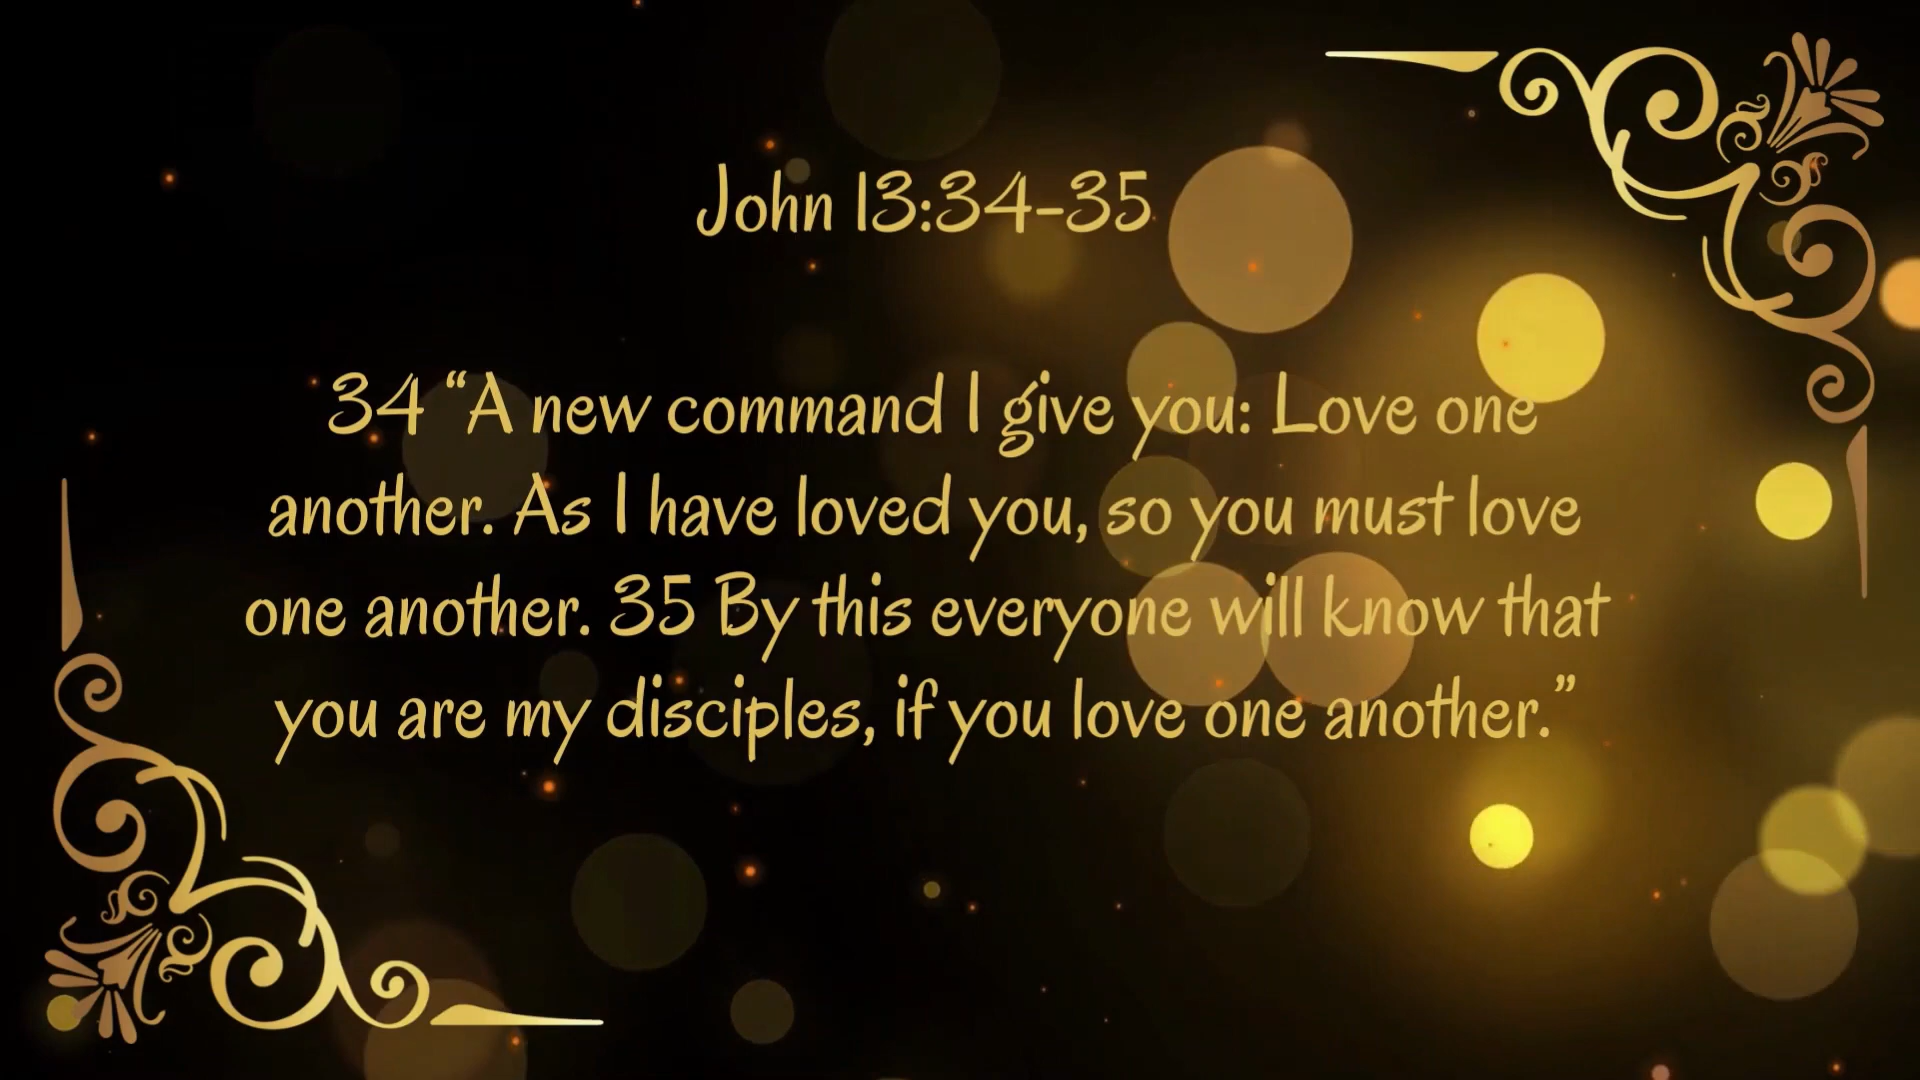 John 13:34-35
34 “A new command I give you: Love one
another. As I have loved you, so you must love
one another. 35 By this everyone will know that
you are my disciples, if you love one another.”